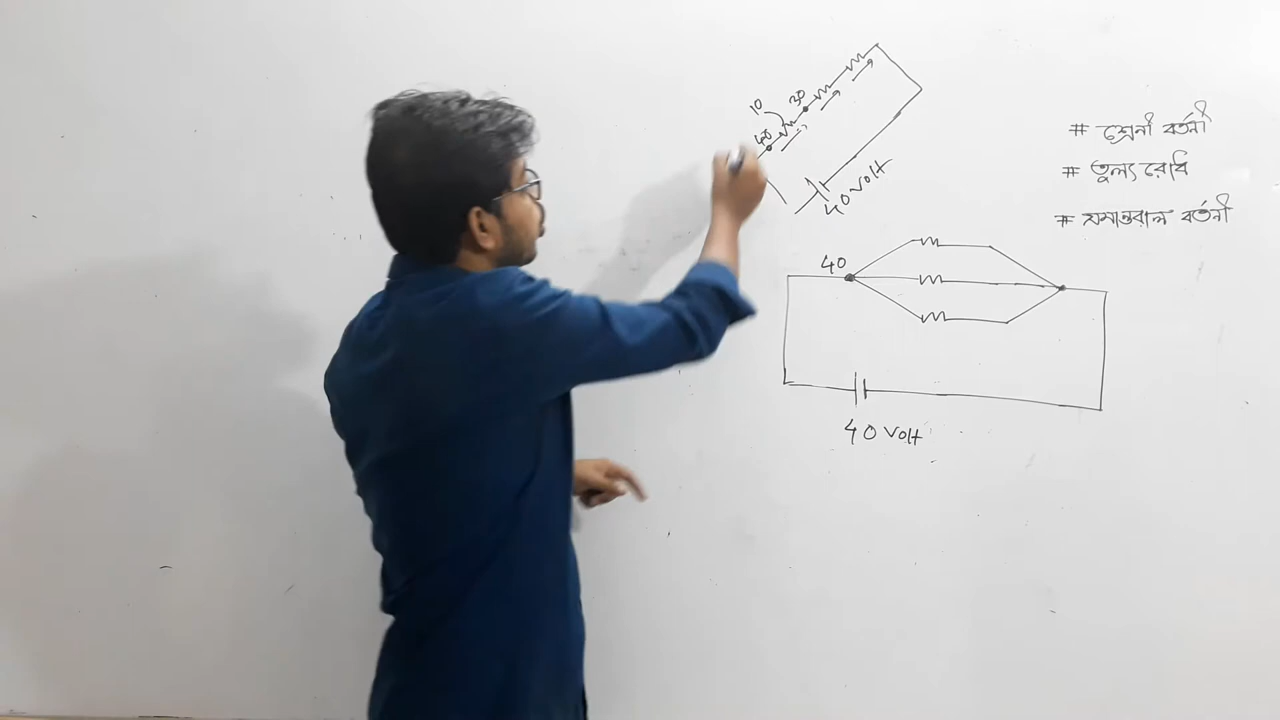 10
30
40
40 Volt
# শ্রেনী বর্তনী
# তুল্য রোধ
# সমান্তরাল বর্তনী
40
40 Volt